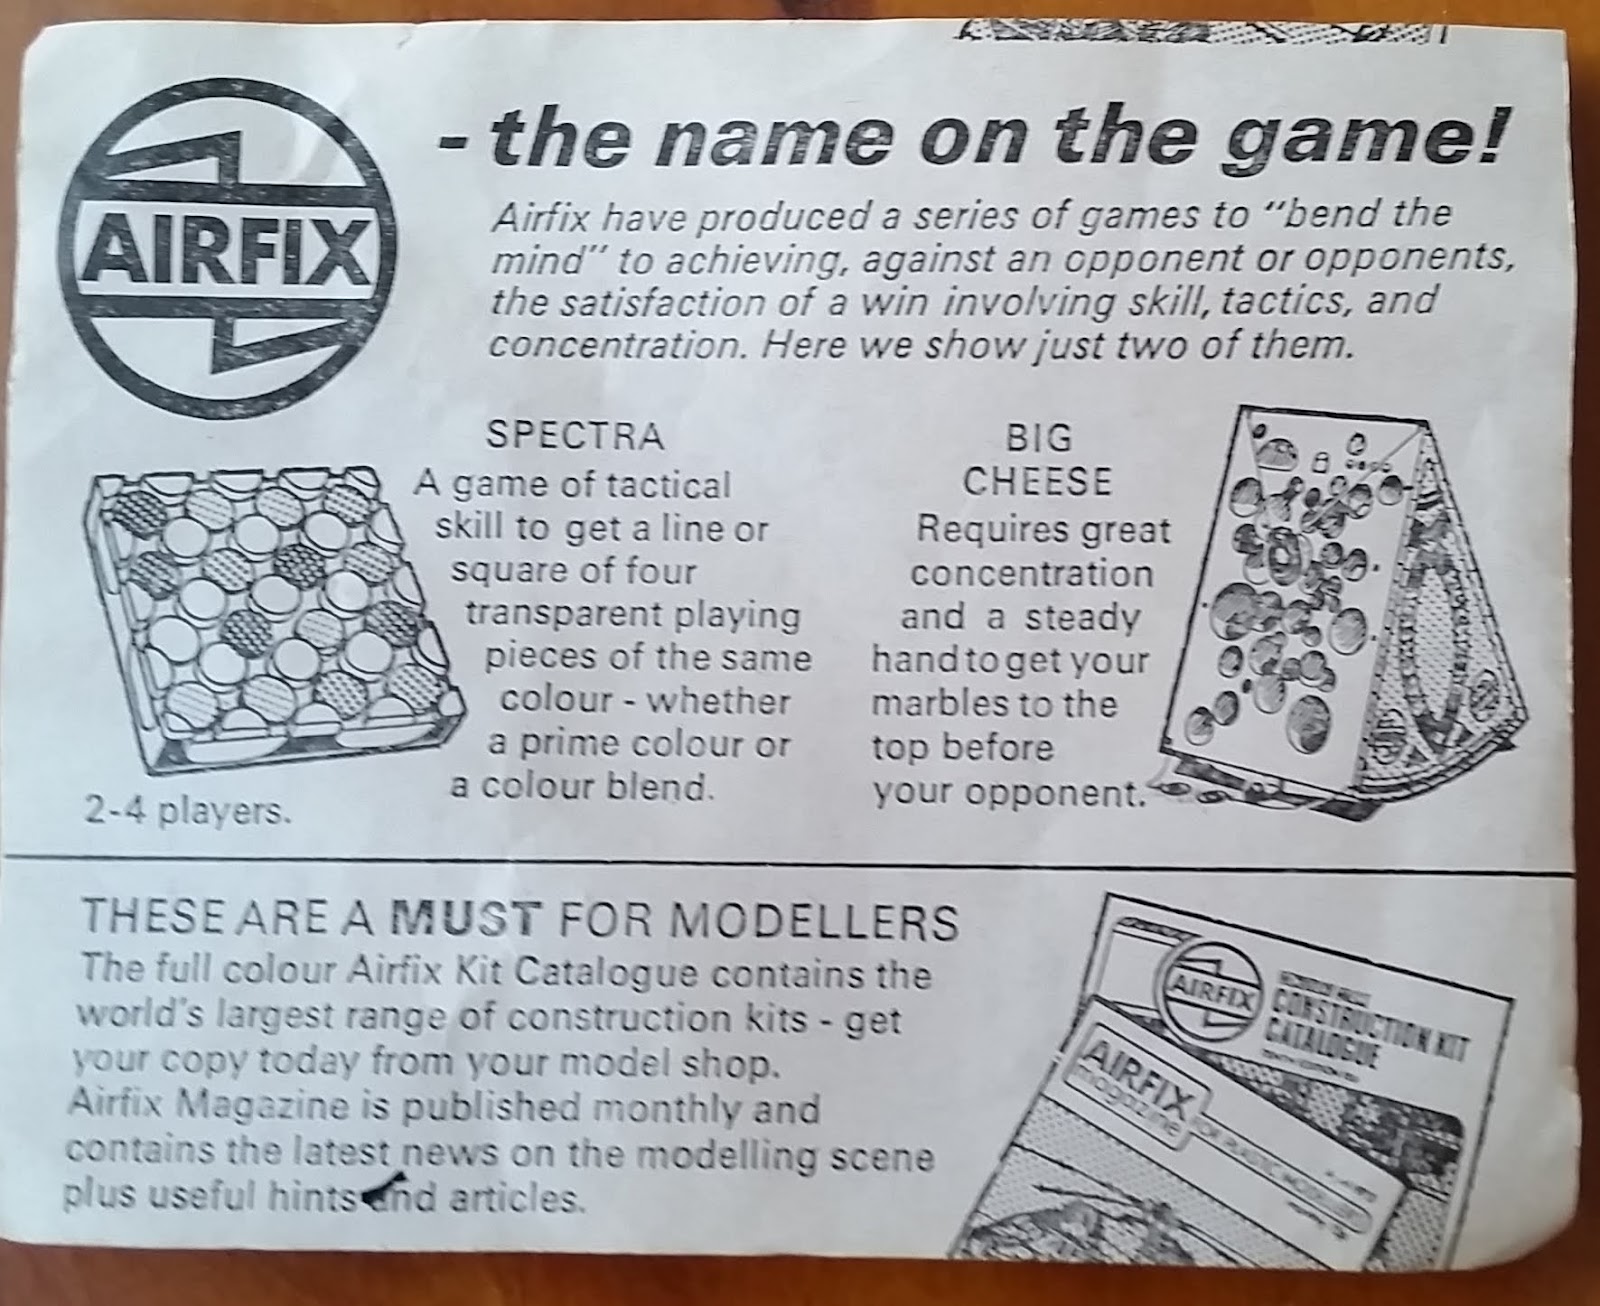 AIRFIX
- the name on the game!
Airfix have produced a series of games to "bend the
mind" to achieving, against an opponent or opponents,
the satisfaction of a win involving skill, tactics, and
concentration. Here we show just two of them.
SPECTRA
A game of tactical
skill to get a line or
square of four
transparent playing
pieces of the same
colour - whether
a prime colour or
a colour blend.
2-4 players.
BIG
CHEESE
Requires great
concentration
and a steady
hand to get your
marbles to the
top before
your opponent.
THESE ARE A MUST FOR MODELLERS
The full colour Airfix Kit Catalogue contains the
world's largest range of construction kits - get
your copy today from your model shop.
Airfix Magazine is published monthly and
contains the latest news on the modelling scene
plus useful hints and articles.
AIRFIX
CONSTRUCTION KIT
CATALOGUE
AIRFIX
magazine
FOR PLASTIC MODELLERS